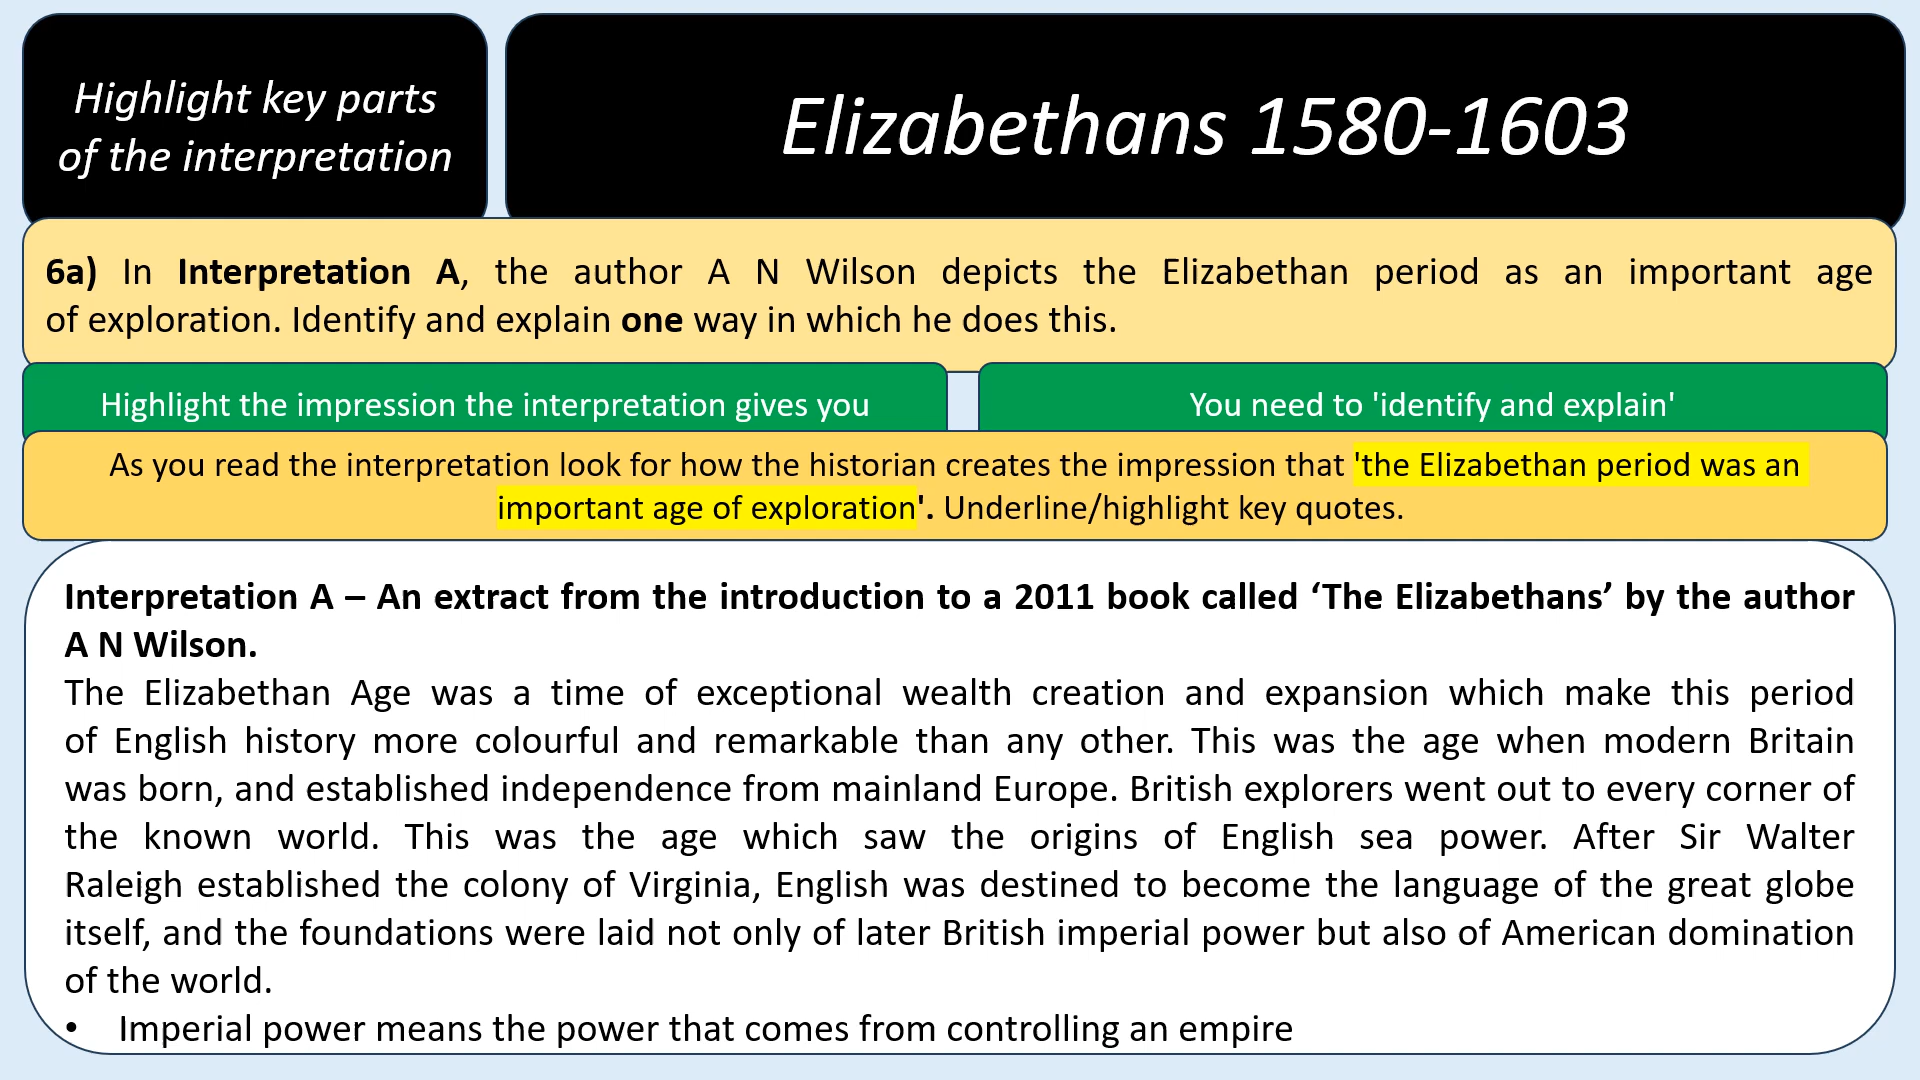 Highlight key parts
of the interpretation
Elizabethans 1580-1603
6a) In Interpretation A, the author A N Wilson depicts the Elizabethan period as an important age
of exploration. Identify and explain one way in which he does this.
Highlight the impression the interpretation gives you
You need to 'identify and explain'
As you read the interpretation look for how the historian creates the impression that 'the Elizabethan period was an
important age of exploration'. Underline/highlight key quotes.
Interpretation A – An extract from the introduction to a 2011 book called ‘The Elizabethans’ by the author
A N Wilson.
The Elizabethan Age was a time of exceptional wealth creation and expansion which make this period
of English history more colourful and remarkable than any other. This was the age when modern Britain
was born, and established independence from mainland Europe. British explorers went out to every corner of
the known world. This was the age which saw the origins of English sea power. After Sir Walter
Raleigh established the colony of Virginia, English was destined to become the language of the great globe
itself, and the foundations were laid not only of later British imperial power but also of American domination
of the world.
• Imperial power means the power that comes from controlling an empire